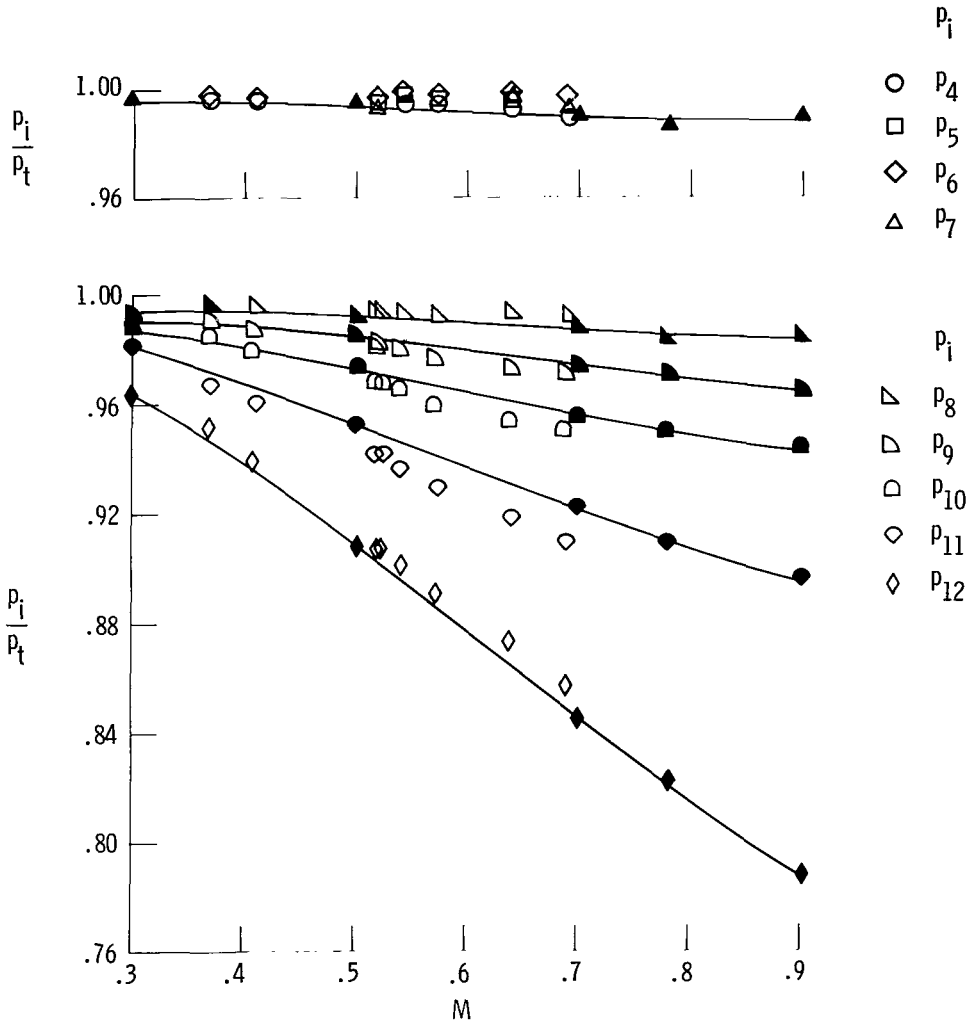 p_i
1.00
p_i
p_t
.96
p_4
p_5
p_6
p_7
1.00
.96
.92
p_i
p_t
.88
.84
.80
.76
.3 .4 .5 .6 .7 .8 .9
M
p_i
p_8
p_9
p_10
p_11
p_12